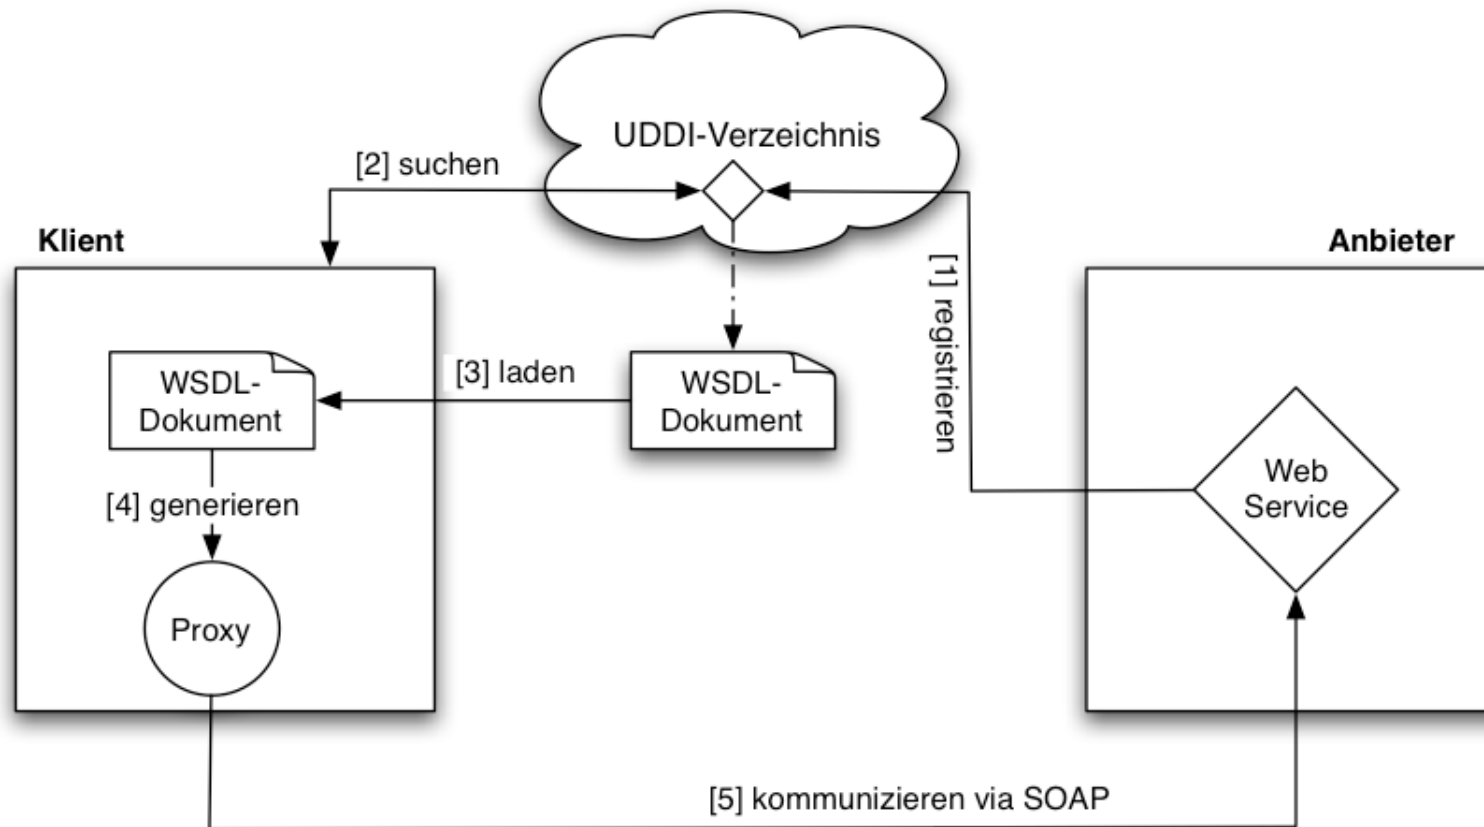 UDDI-Verzeichnis
[2] suchen
Klient
Anbieter
[1] registrieren
WSDL-
Dokument
[3] laden
WSDL-
Dokument
[4] generieren
Web
Service
Proxy
[5] kommunizieren via SOAP